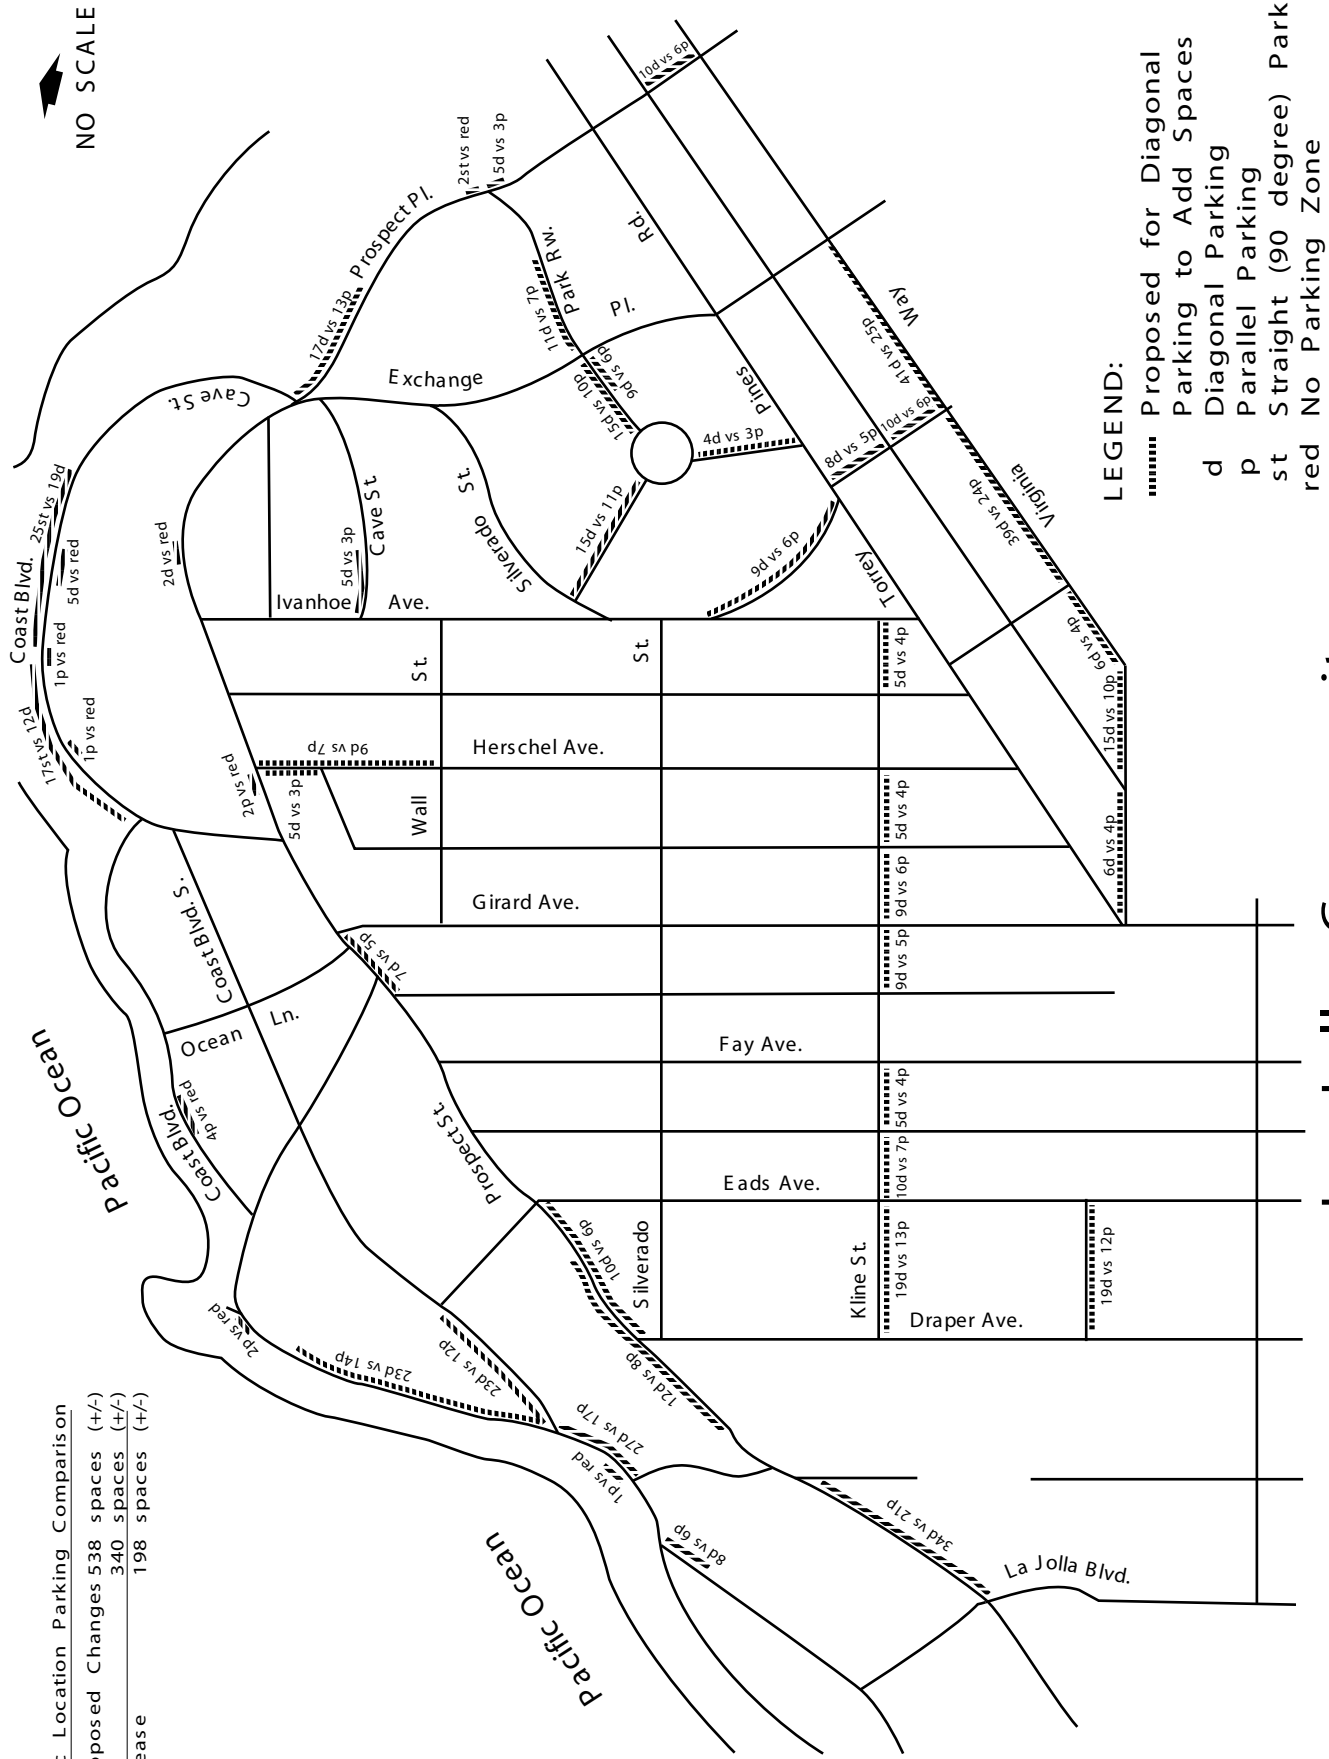 NO SCALE
c Location Parking Comparison
posed Changes 538 spaces (+/-)
340 spaces (+/-)
ease 198 spaces (+/-)
LEGEND:
Proposed for Diagonal
Parking to Add Spaces
d Diagonal Parking
p Parallel Parking
st Straight (90 degree) Park
red No Parking Zone
10d vs 6p
2st vs red
5d vs 3p
Prospect Pl.
17d vs 13p
Park Rw.
11d vs 7p
Rd.
Pl.
Exchange
Cave St.
9d vs 6p
15d vs 10p
Way
41d vs 25p
Pines
4d vs 3p
8d vs 5p
10d vs 6p
Coast Blvd.
25st vs 19d
5d vs red
1p vs red
17st vs 12d
1p vs red
2d vs red
5d vs 3p
Cave St.
St.
Silverado
15d vs 11p
9d vs 6p
Torrey
39d vs 24p
Virginia
Ivanhoe Ave.
St.
St.
5d vs 4p
6d vs 4p
15d vs 10p
9d vs 7p
Herschel Ave.
2p vs red
5d vs 3p
Wall
5d vs 4p
6d vs 4p
Girard Ave.
9d vs 6p
Coast Blvd. S.
7d vs 5p
9d vs 5p
Ocean Ln.
Fay Ave.
Pacific Ocean
4p vs red
Coast Blvd.
Prospect St.
5d vs 4p
10d vs 7p
Eads Ave.
10d vs 6p
Silverado
Kline St.
19d vs 13p
Draper Ave.
19d vs 12p
2p vs red
23d vs 14p
23d vs 12p
12d vs 8p
27d vs 17p
1p vs red
34d vs 21p
8d vs 6p
La Jolla Blvd.
Pacific Ocean